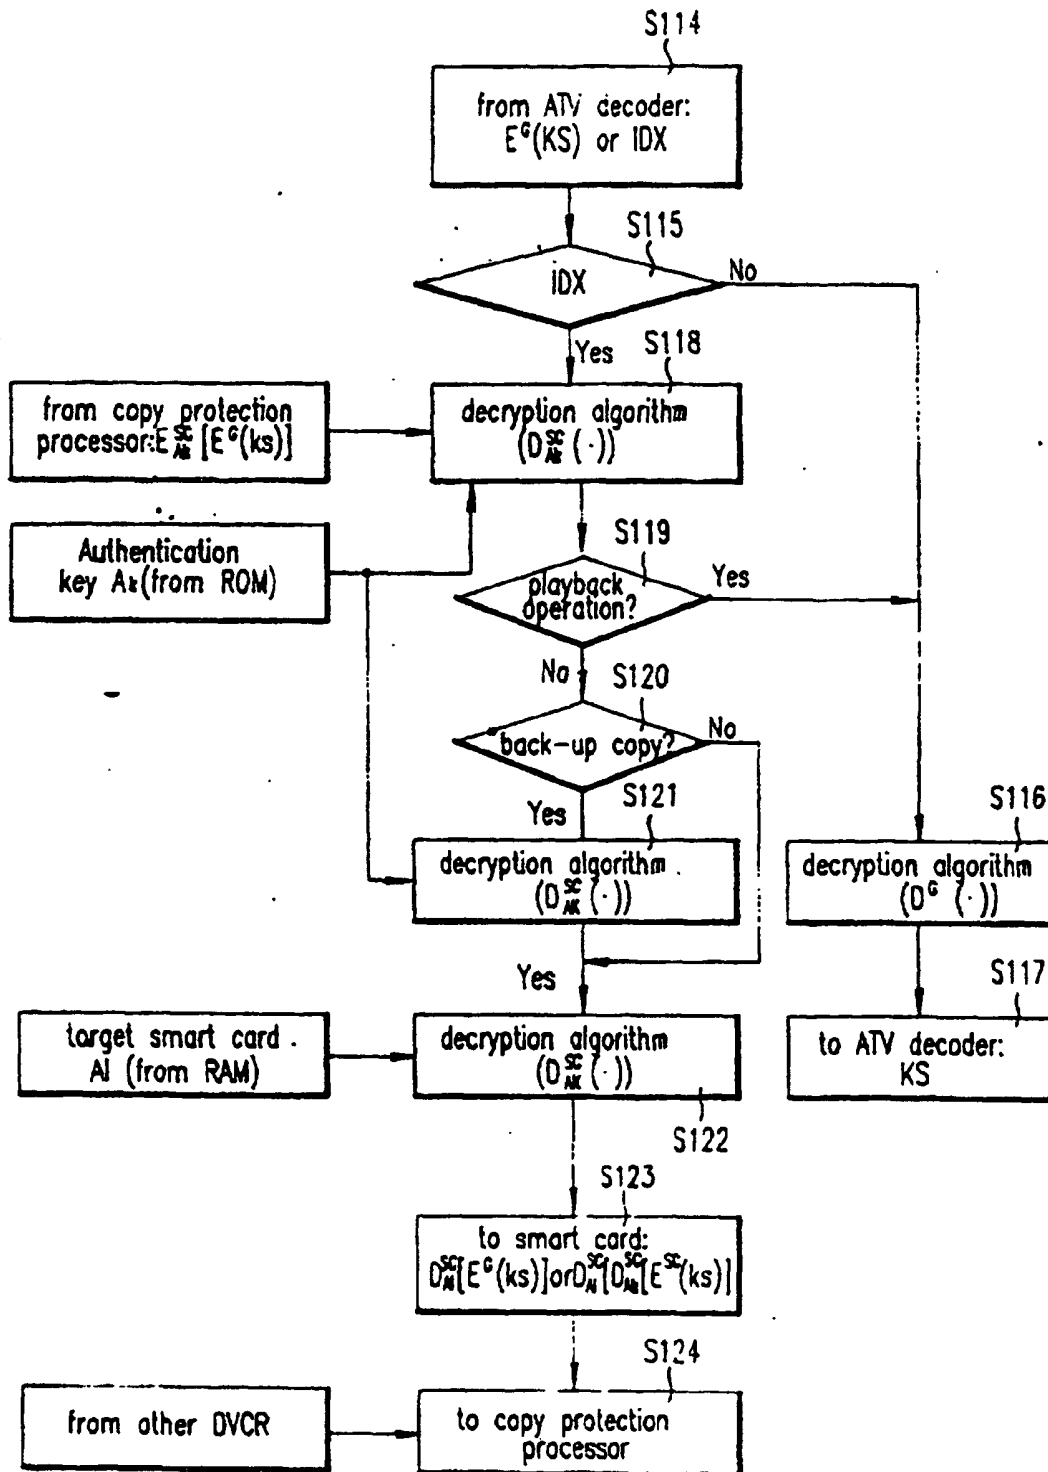 S114
from ATV decoder:
E^G(KS) or IDX
S115
IDX
No
Yes
S118
from copy protection
processor:E^SC_Ak[E^G(ks)]
decryption algorithm
(D^SC_Ak(·))
Authentication
key Ak(from ROM)
S119
playback
operation?
Yes
No
S120
back-up copy?
No
Yes
S121
S116
decryption algorithm
(D^SC_AK(·))
decryption algorithm
(D^G (·))
Yes
S117
target smart card
AI (from RAM)
decryption algorithm
(D^SC_AK(·))
to ATV decoder:
KS
S122
S123
to smart card:
D^SC_AI[E^G(ks)]orD^SC_AI[D^SC_Ak[E^SC(ks)]
S124
from other DVCR
to copy protection
processor